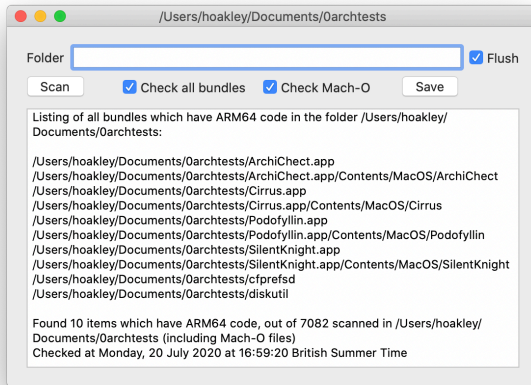 /Users/hoakley/Documents/0archtests
Folder
Flush
Scan
Check all bundles
Check Mach-O
Save
Listing of all bundles which have ARM64 code in the folder /Users/hoakley/
Documents/0archtests:
/Users/hoakley/Documents/0archtests/ArchiChect.app
/Users/hoakley/Documents/0archtests/ArchiChect.app/Contents/MacOS/ArchiChect
/Users/hoakley/Documents/0archtests/Cirrus.app
/Users/hoakley/Documents/0archtests/Cirrus.app/Contents/MacOS/Cirrus
/Users/hoakley/Documents/0archtests/Podofyllin.app
/Users/hoakley/Documents/0archtests/Podofyllin.app/Contents/MacOS/Podofyllin
/Users/hoakley/Documents/0archtests/SilentKnight.app
/Users/hoakley/Documents/0archtests/SilentKnight.app/Contents/MacOS/SilentKnight
/Users/hoakley/Documents/0archtests/cfprefsd
/Users/hoakley/Documents/0archtests/diskutil
Found 10 items which have ARM64 code, out of 7082 scanned in /Users/hoakley/
Documents/0archtests (including Mach-O files)
Checked at Monday, 20 July 2020 at 16:59:20 British Summer Time